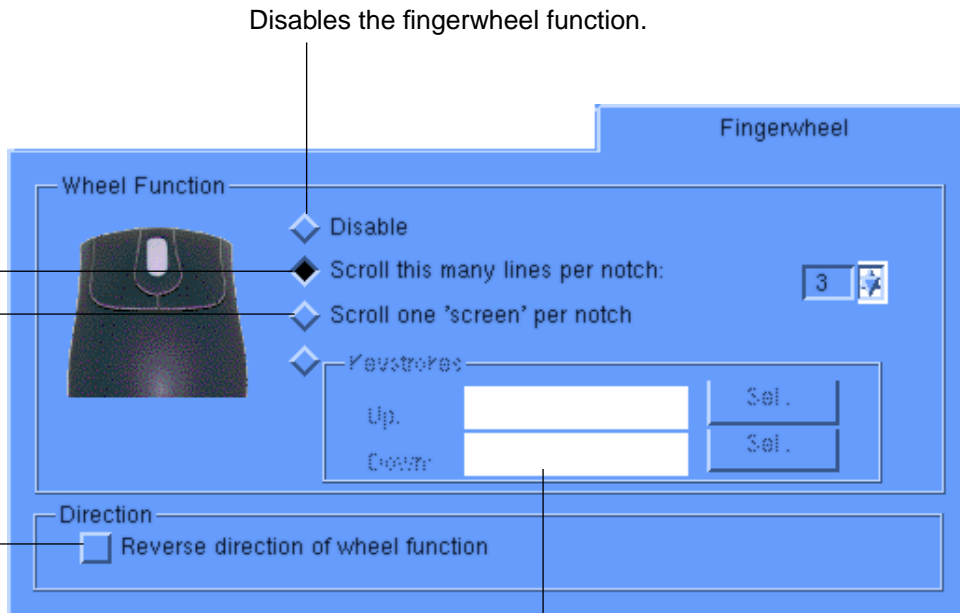 Disables the fingerwheel function.
Fingerwheel
Wheel Function
Disable
Scroll this many lines per notch:
3
Scroll one 'screen' per notch
Keystrokes
Up:
Sel.
Down:
Sel.
Direction
Reverse direction of wheel function